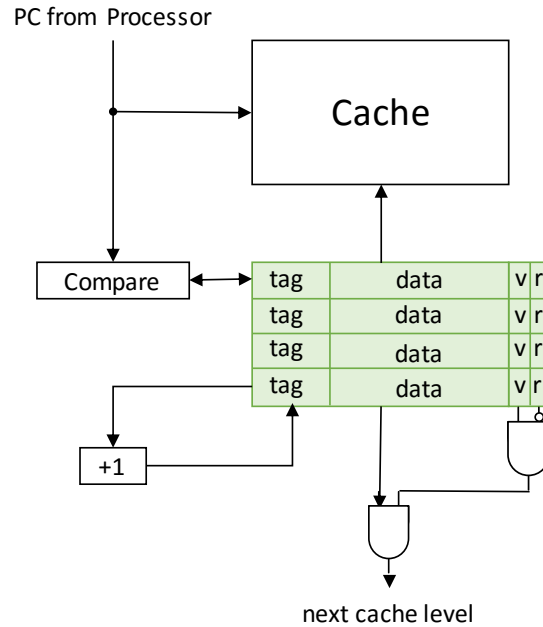 PC from Processor
Cache
Compare
tag data v r
tag data v r
tag data v r
tag data v r
+1
next cache level